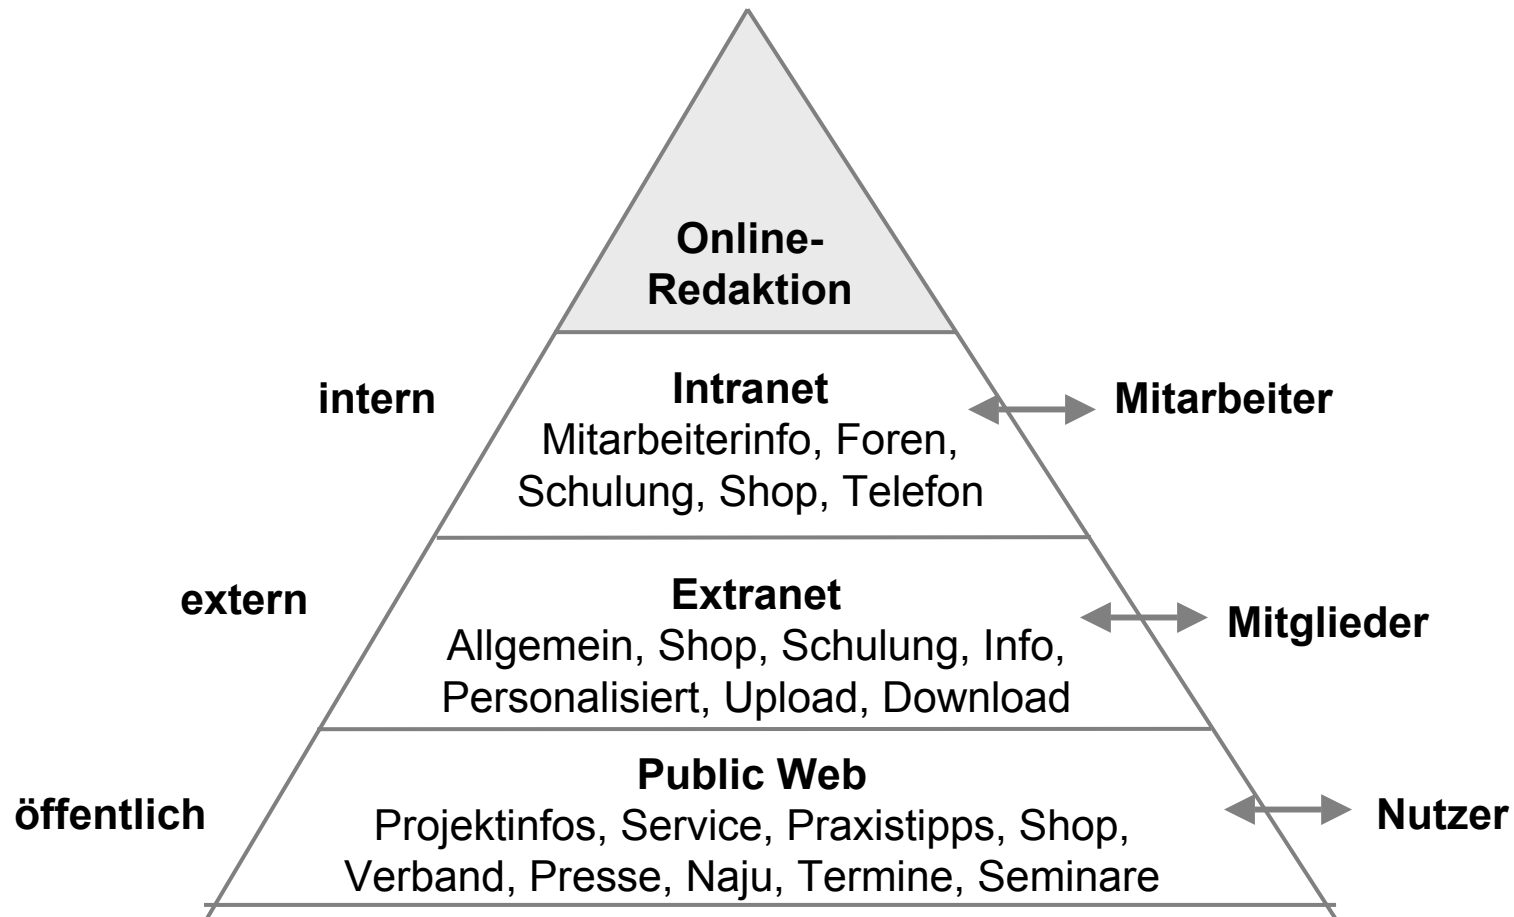 Online-
Redaktion
intern
Intranet
Mitarbeiterinfo, Foren,
Schulung, Shop, Telefon
Mitarbeiter
extern
Extranet
Allgemein, Shop, Schulung, Info,
Personalisiert, Upload, Download
Mitglieder
öffentlich
Public Web
Projektinfos, Service, Praxistipps, Shop,
Verband, Presse, Naju, Termine, Seminare
Nutzer